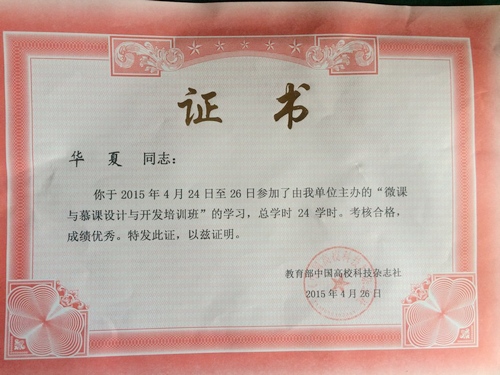 证 书
华 夏 同志：
你于 2015 年 4 月 24 日至 26 日参加了由我单位主办的“微课
与慕课设计与开发培训班”的学习，总学时 24 学时。考核合格，
成绩优秀。特发此证，以兹证明。
教育部中国高校科技杂志社
2015 年 4 月 26 日